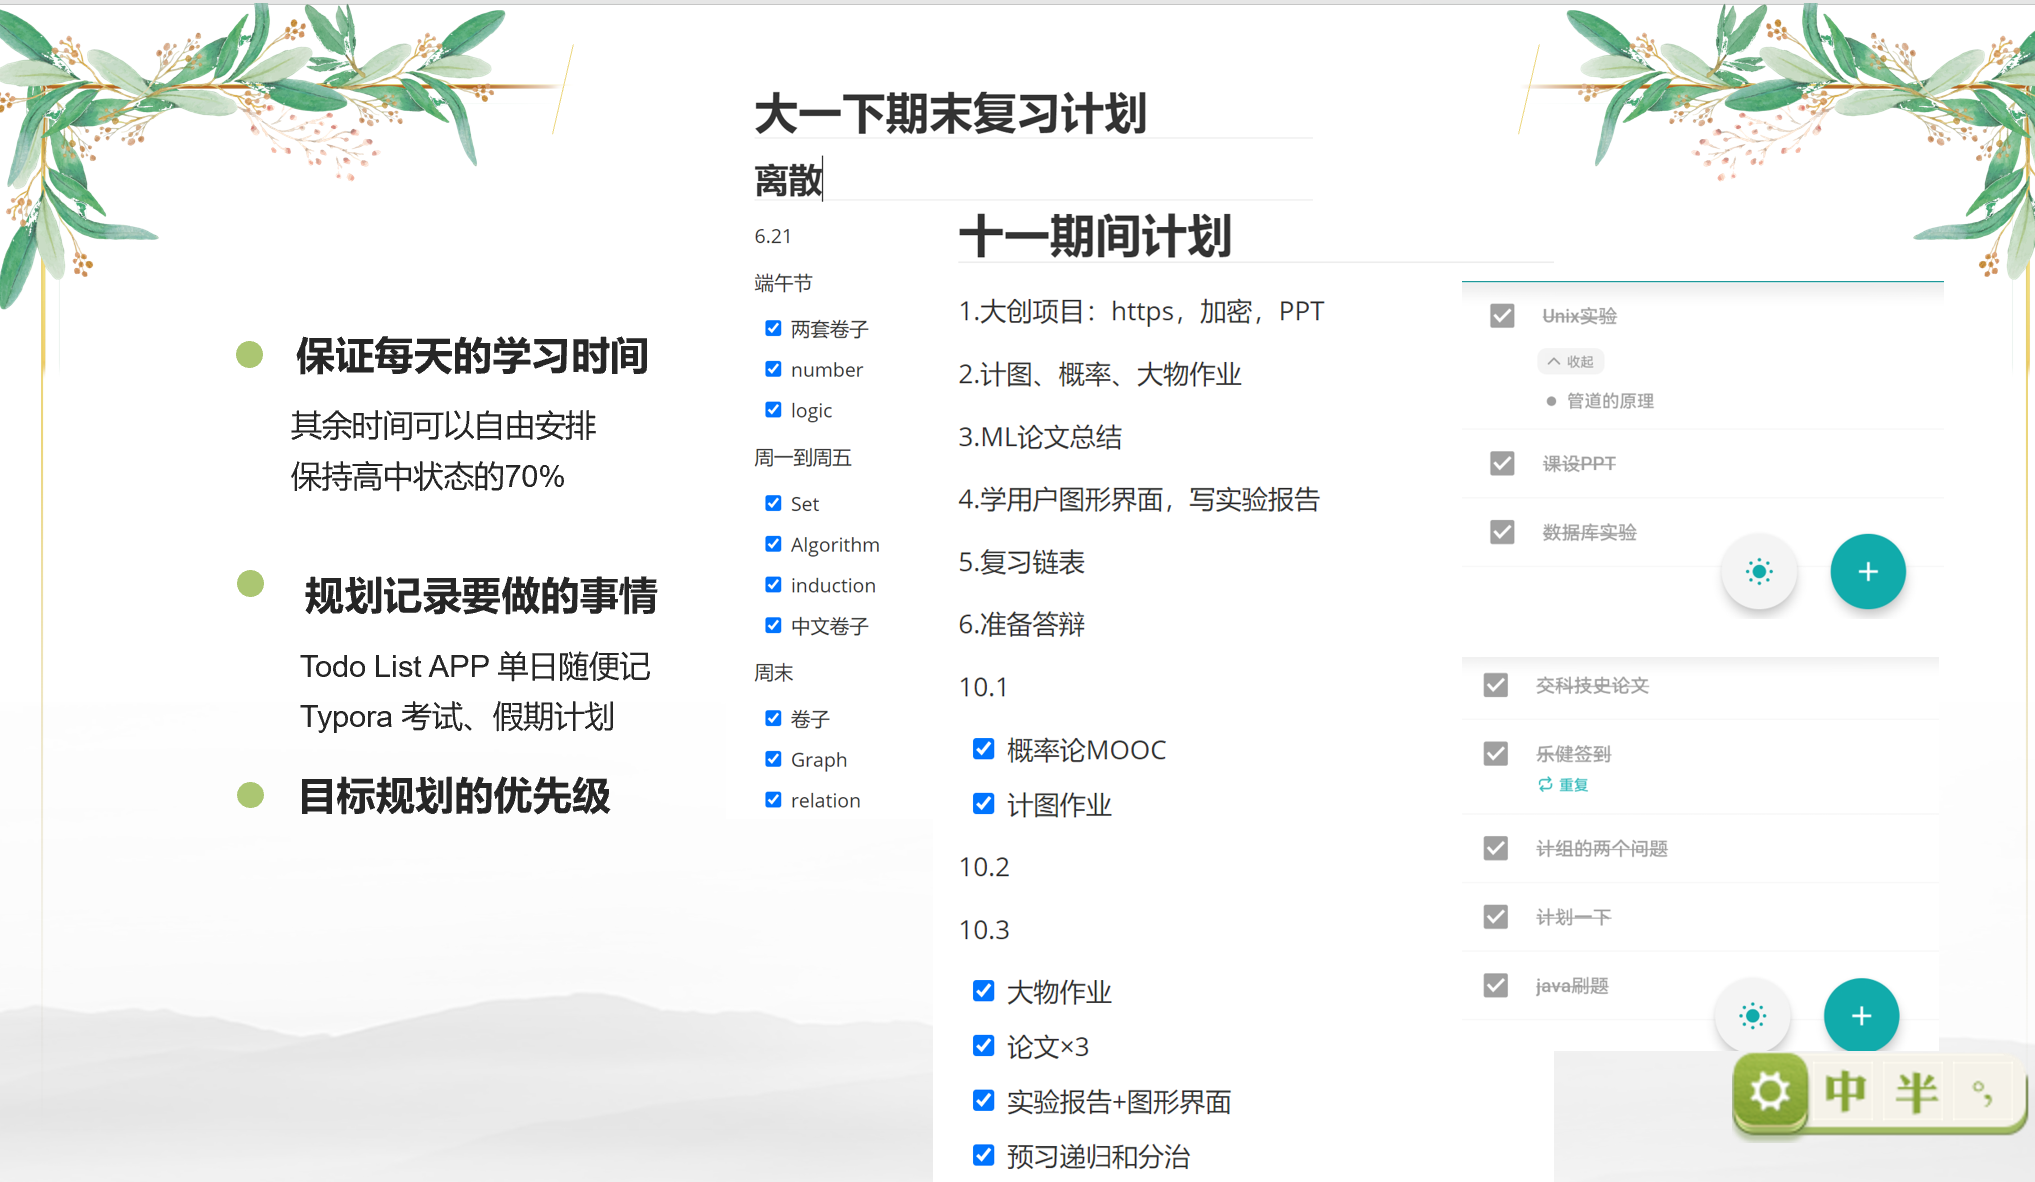 保证每天的学习时间
其余时间可以自由安排
保持高中状态的70%
规划记录要做的事情
Todo List APP 单日随便记
Typora 考试、假期计划
目标规划的优先级
大一下期末复习计划
离散
6.21
端午节
两套卷子
number
logic
周一到周五
Set
Algorithm
induction
中文卷子
周末
卷子
Graph
relation
十一期间计划
1.大创项目：https，加密，PPT
2.计图、概率、大物作业
3.ML论文总结
4.学用户图形界面，写实验报告
5.复习链表
6.准备答辩
10.1
概率论MOOC
计图作业
10.2
10.3
大物作业
论文×3
实验报告+图形界面
预习递归和分治
Unix实验
收起
管道的原理
课设PPT
数据库实验
交科技史论文
乐健签到
重复
计组的两个问题
计划一下
java刷题
中 半 °,